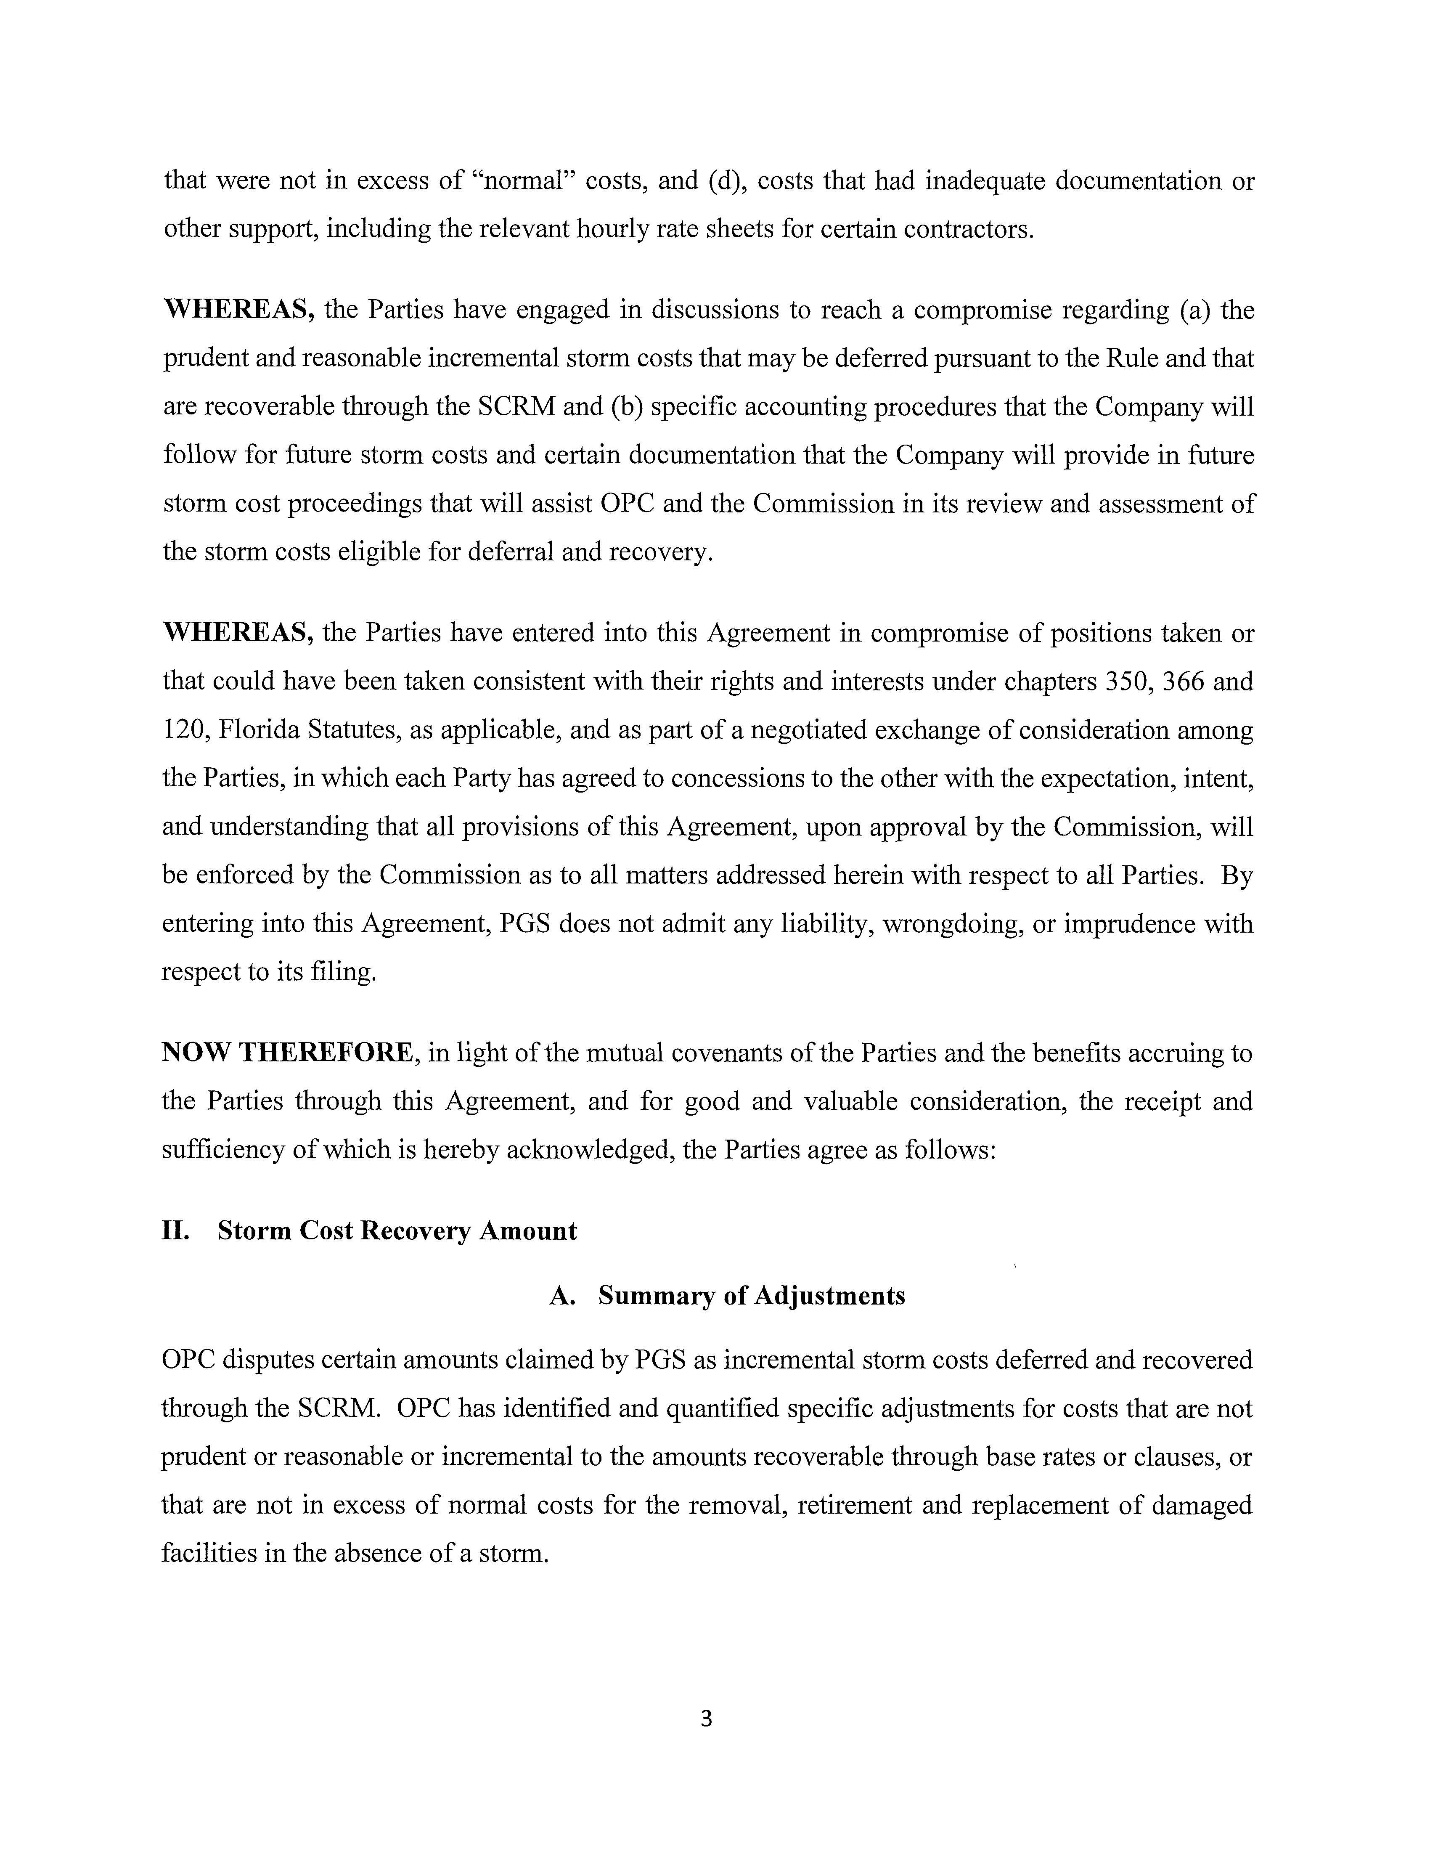 that were not in excess of “normal” costs, and (d), costs that had inadequate documentation or
other support, including the relevant hourly rate sheets for certain contractors.
WHEREAS, the Parties have engaged in discussions to reach a compromise regarding (a) the
prudent and reasonable incremental storm costs that may be deferred pursuant to the Rule and that
are recoverable through the SCRM and (b) specific accounting procedures that the Company will
follow for future storm costs and certain documentation that the Company will provide in future
storm cost proceedings that will assist OPC and the Commission in its review and assessment of
the storm costs eligible for deferral and recovery.
WHEREAS, the Parties have entered into this Agreement in compromise of positions taken or
that could have been taken consistent with their rights and interests under chapters 350, 366 and
120, Florida Statutes, as applicable, and as part of a negotiated exchange of consideration among
the Parties, in which each Party has agreed to concessions to the other with the expectation, intent,
and understanding that all provisions of this Agreement, upon approval by the Commission, will
be enforced by the Commission as to all matters addressed herein with respect to all Parties.  By
entering into this Agreement, PGS does not admit any liability, wrongdoing, or imprudence with
respect to its filing.
NOW THEREFORE, in light of the mutual covenants of the Parties and the benefits accruing to
the Parties through this Agreement, and for good and valuable consideration, the receipt and
sufficiency of which is hereby acknowledged, the Parties agree as follows:
II. Storm Cost Recovery Amount
A. Summary of Adjustments
OPC disputes certain amounts claimed by PGS as incremental storm costs deferred and recovered
through the SCRM.  OPC has identified and quantified specific adjustments for costs that are not
prudent or reasonable or incremental to the amounts recoverable through base rates or clauses, or
that are not in excess of normal costs for the removal, retirement and replacement of damaged
facilities in the absence of a storm.
3